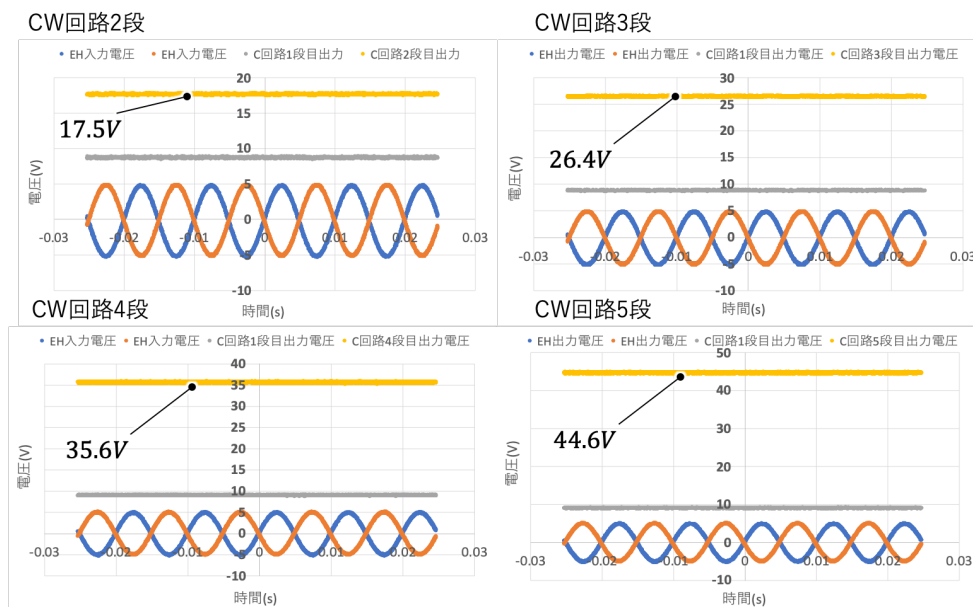 CW回路2段
EH入力電圧 EH入力電圧 C回路1段目出力 C回路2段目出力
20
15
10
5
0
-5
-10
-0.03 -0.02 -0.01 0 0.01 0.02 0.03
電圧(V)
時間(s)
17.5V
CW回路3段
EH出力電圧 EH出力電圧 C回路1段目出力電圧 C回路3段目出力電圧
30
25
20
15
10
5
0
-5
-10
-0.03 -0.02 -0.01 0 0.01 0.02 0.03
電圧(V)
時間(s)
26.4V
CW回路4段
EH入力電圧 EH入力電圧 C回路1段目出力電圧 C回路4段目出力電圧
40
35
30
25
20
15
10
5
0
-5
-10
-0.03 -0.02 -0.01 0 0.01 0.02 0.03
電圧(V)
時間(s)
35.6V
CW回路5段
EH出力電圧 EH出力電圧 C回路1段目出力電圧 C回路5段目出力電圧
50
40
30
20
10
0
-10
-0.03 -0.02 -0.01 0 0.01 0.02 0.03
電圧(V)
時間(s)
44.6V